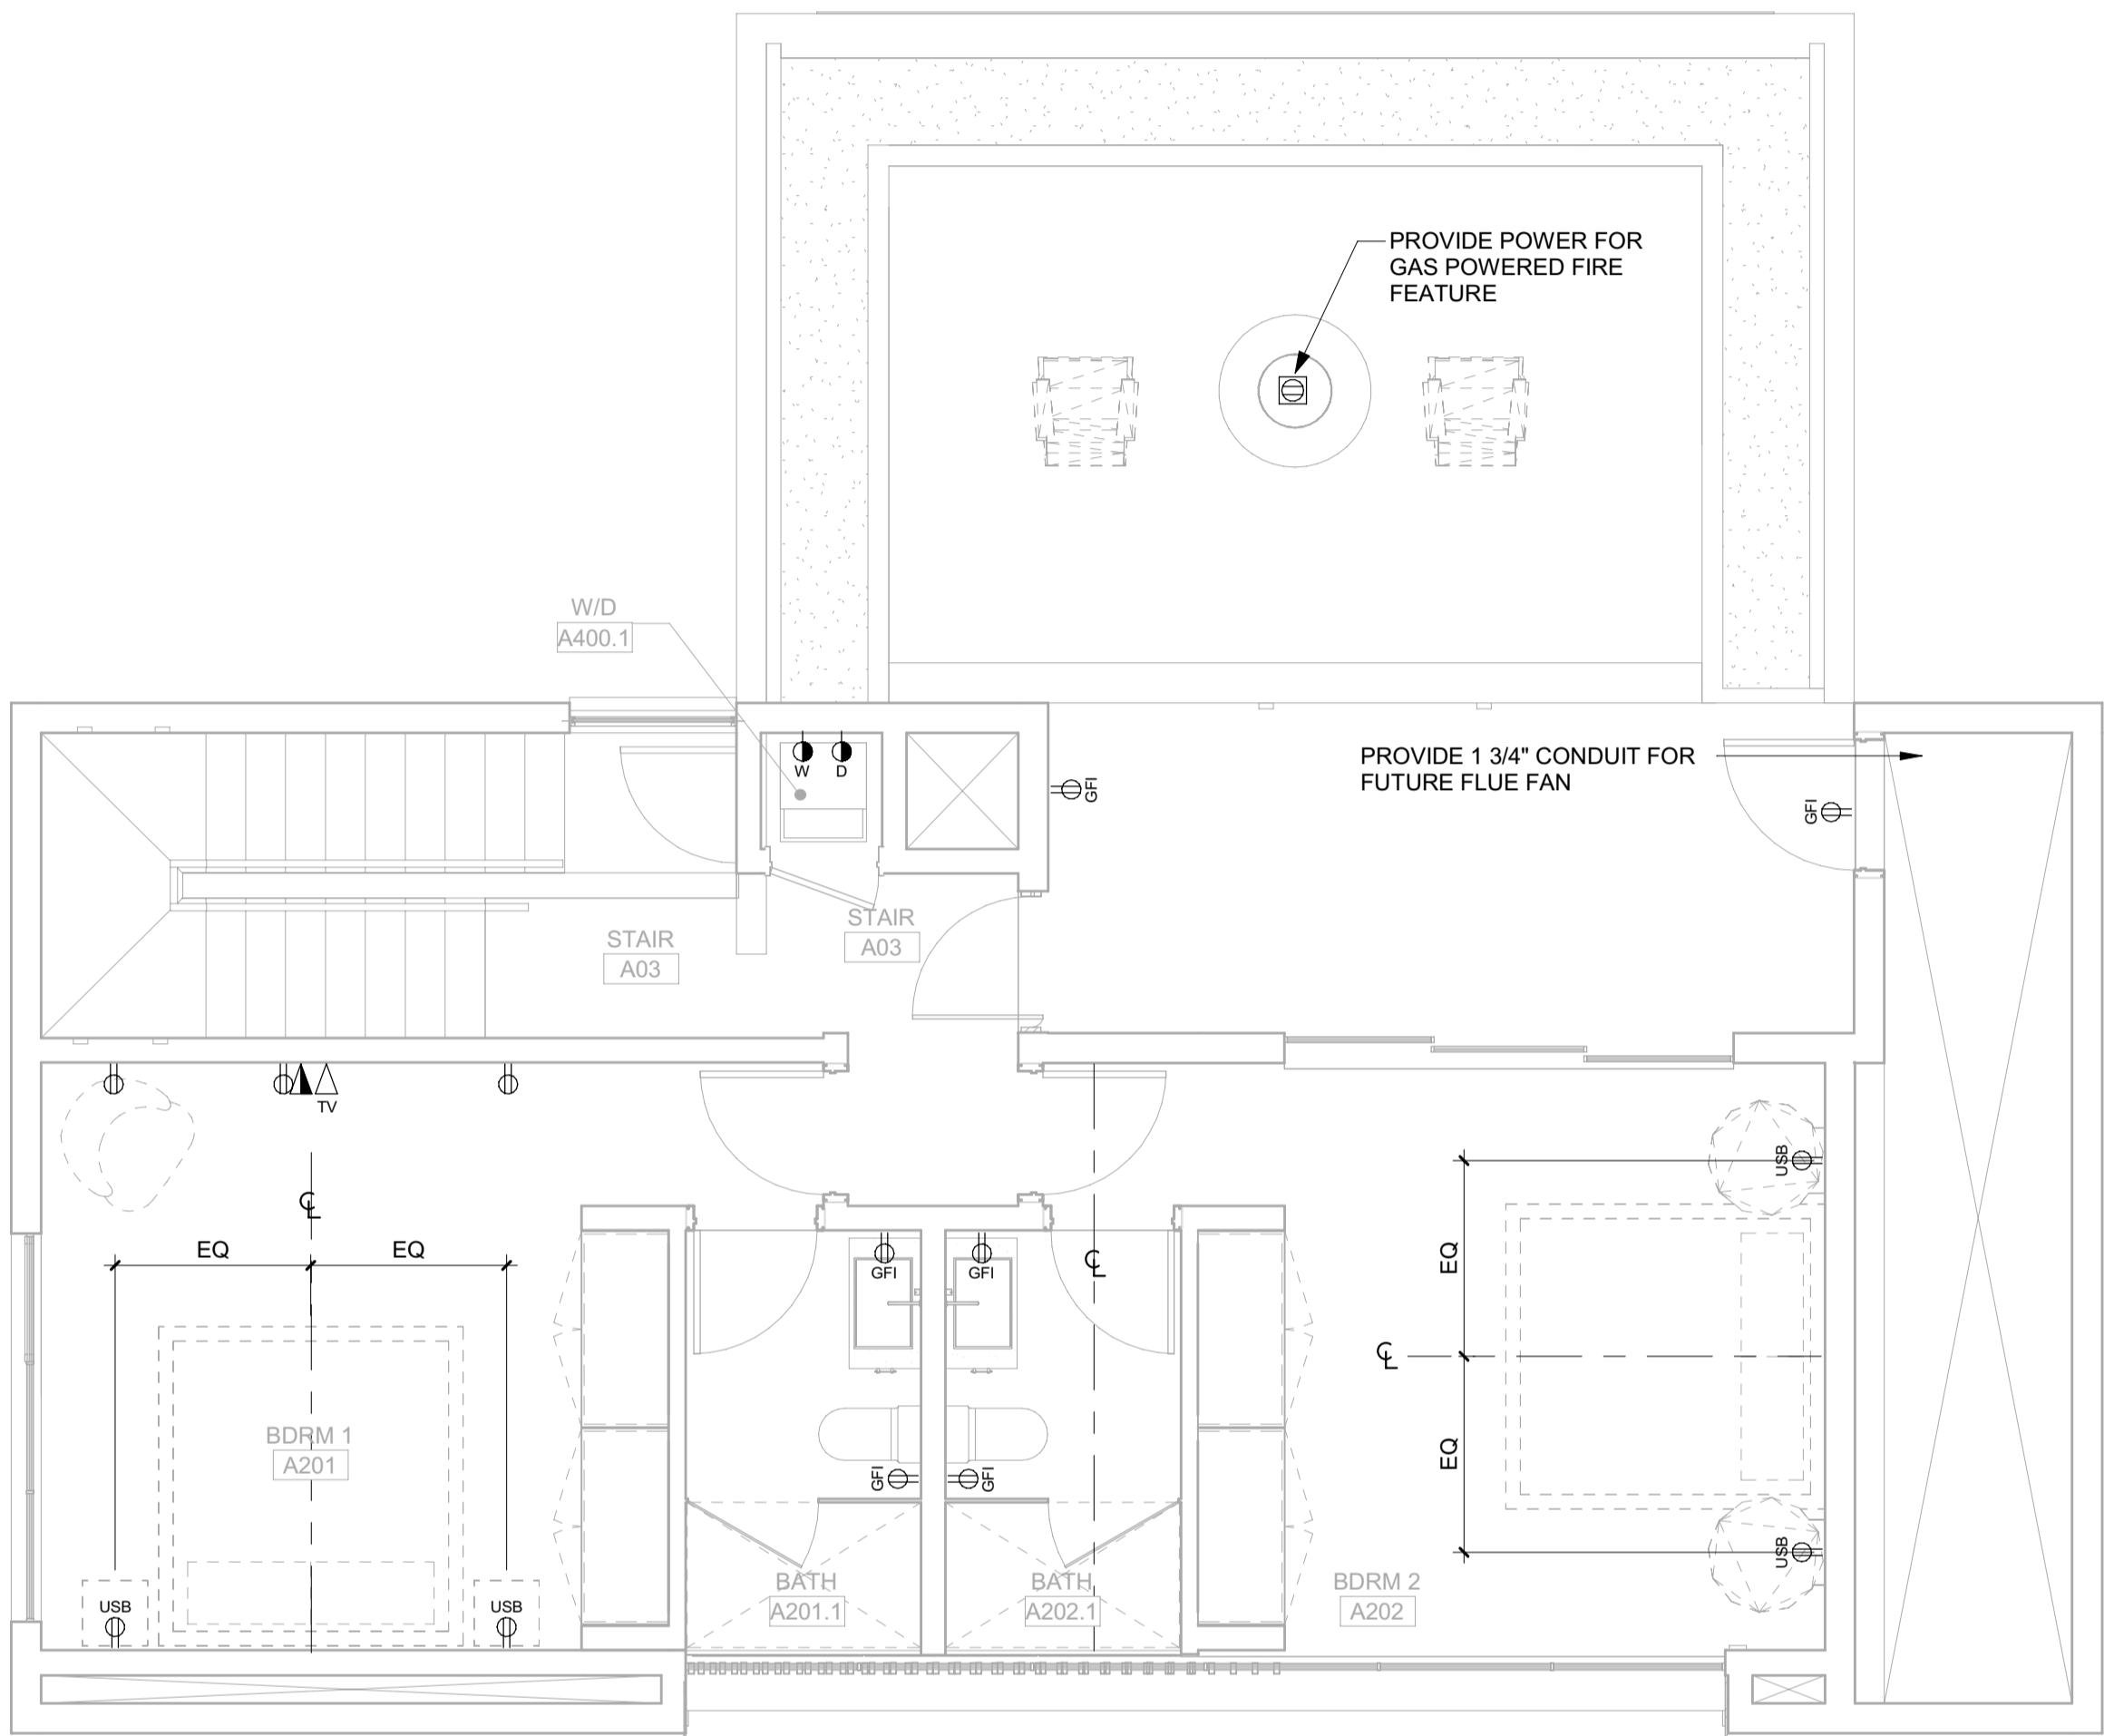 PROVIDE POWER FOR
GAS POWERED FIRE
FEATURE
W/D
A400.1
W
D
GFI
PROVIDE 1 3/4" CONDUIT FOR
FUTURE FLUE FAN
GFI
STAIR
A03
STAIR
A03
TV
℄
EQ
EQ
BDRM 1
A201
USB
USB
GFI
GFI
℄
GFI
GFI
BATH
A201.1
BATH
A202.1
USB
EQ
℄
EQ
USB
BDRM 2
A202